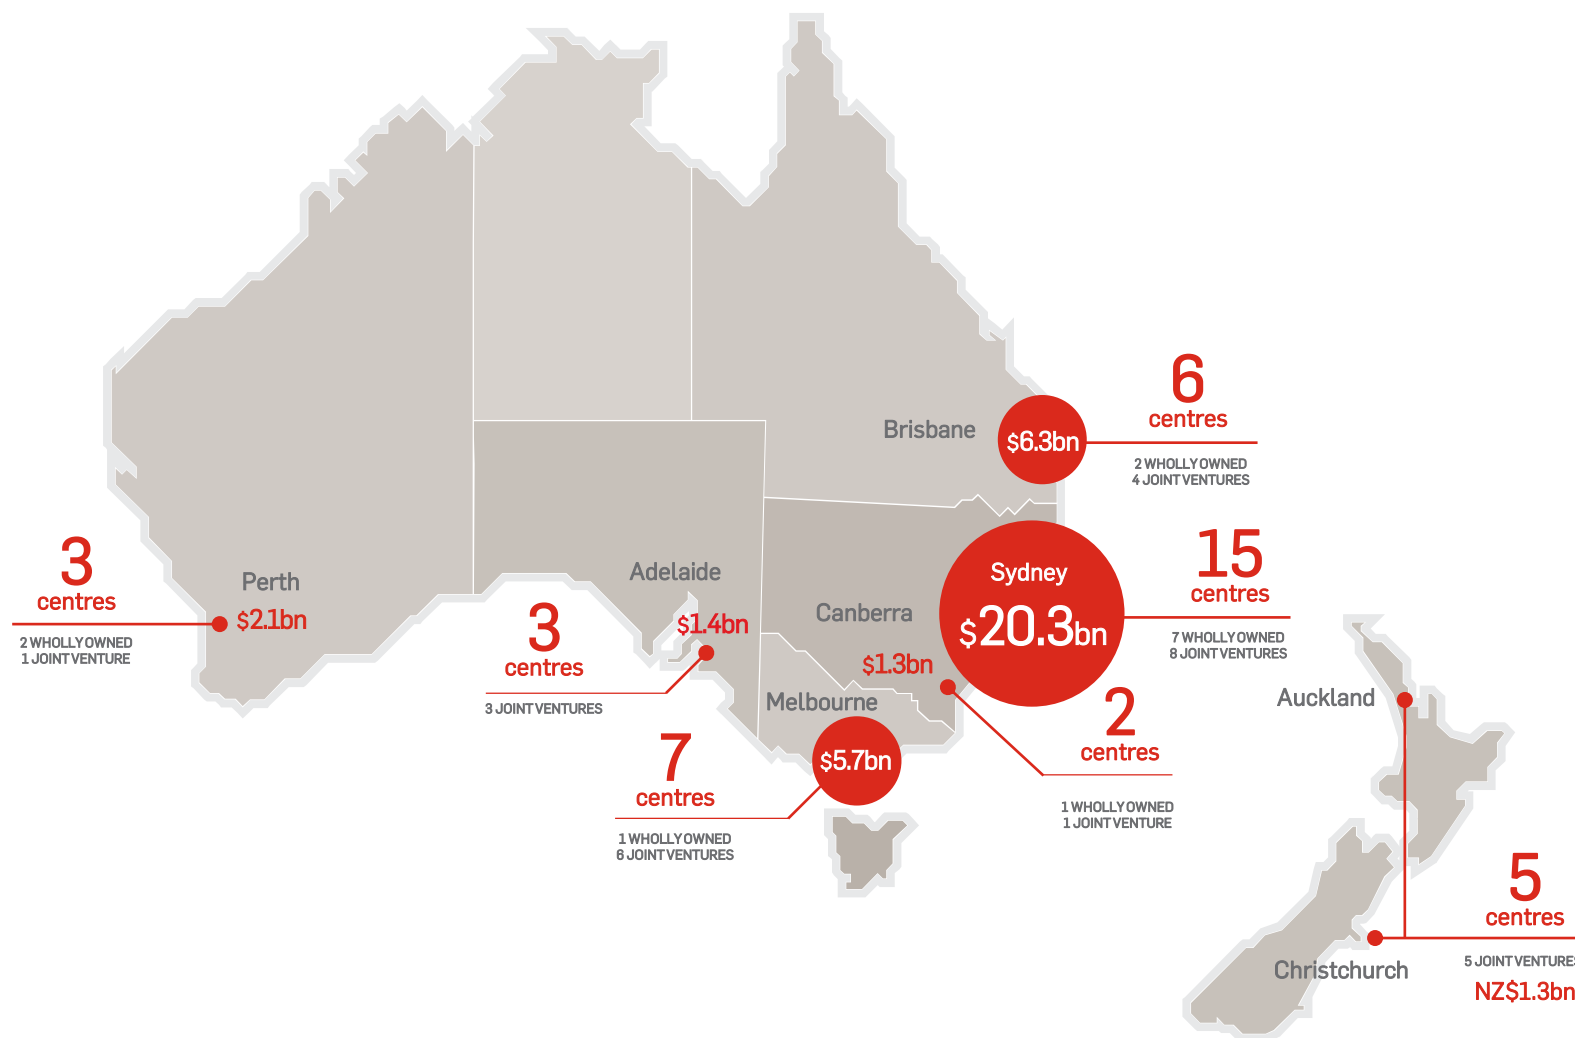 6
centres
Brisbane
$6.3bn
2 WHOLLY OWNED
4 JOINT VENTURES
15
centres
Sydney
$20.3bn
7 WHOLLY OWNED
8 JOINT VENTURES
3
centres
Perth
$2.1bn
2 WHOLLY OWNED
1 JOINT VENTURE
Adelaide
$1.4bn
3
centres
3 JOINT VENTURES
Canberra
$1.3bn
2
centres
1 WHOLLY OWNED
1 JOINT VENTURE
Melbourne
$5.7bn
7
centres
1 WHOLLY OWNED
6 JOINT VENTURES
Auckland
5
centres
Christchurch
5 JOINT VENTURES
NZ$1.3bn